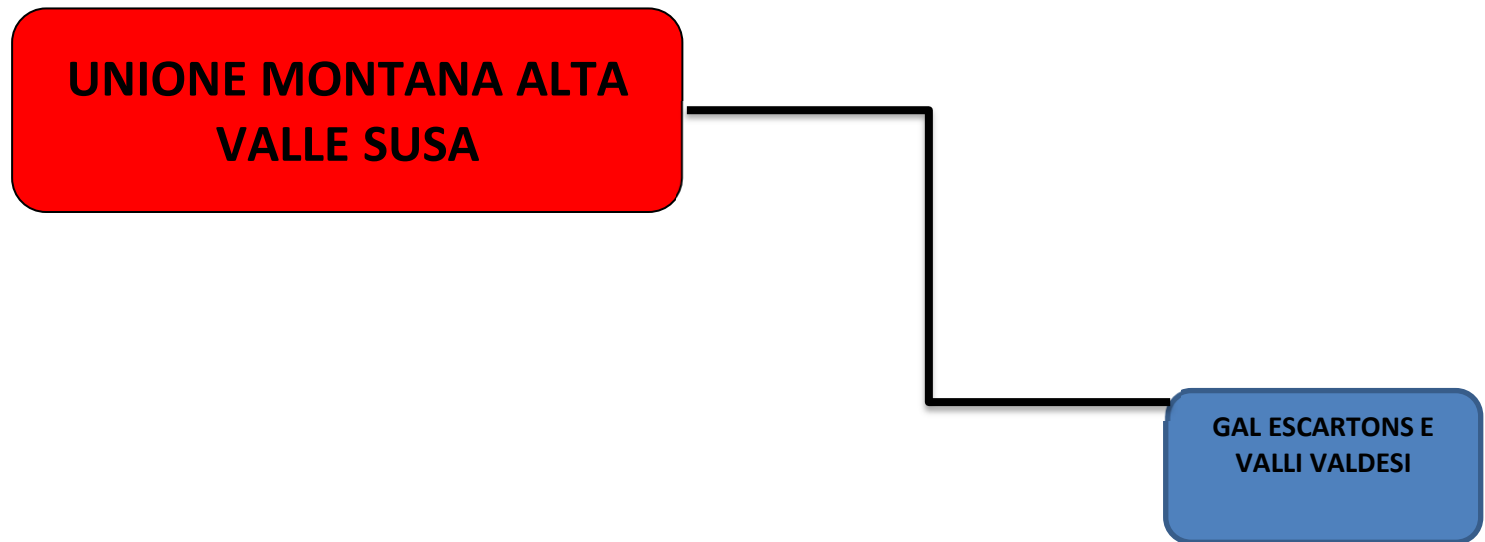 UNIONE MONTANA ALTA
VALLE SUSA
GAL ESCARTONS E
VALLI VALDESI